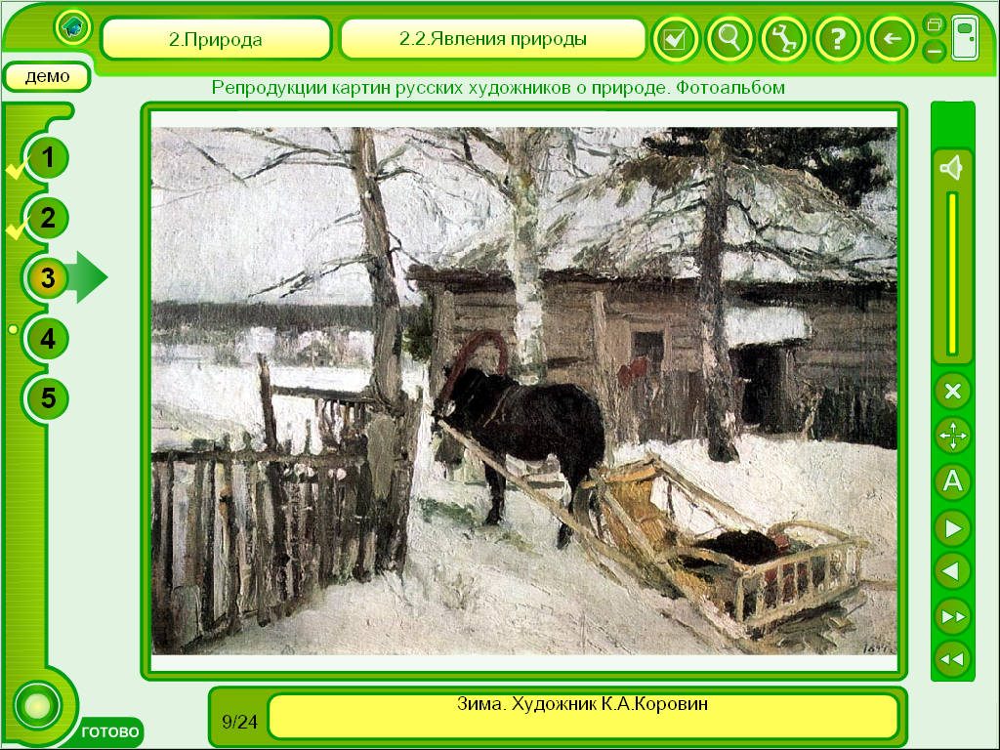 2.Природа
2.2.Явления природы
?
демо
Репродукции картин русских художников о природе. Фотоальбом
1
2
3
4
5
A
Зима. Художник К.А.Коровин
9/24
ГОТОВО